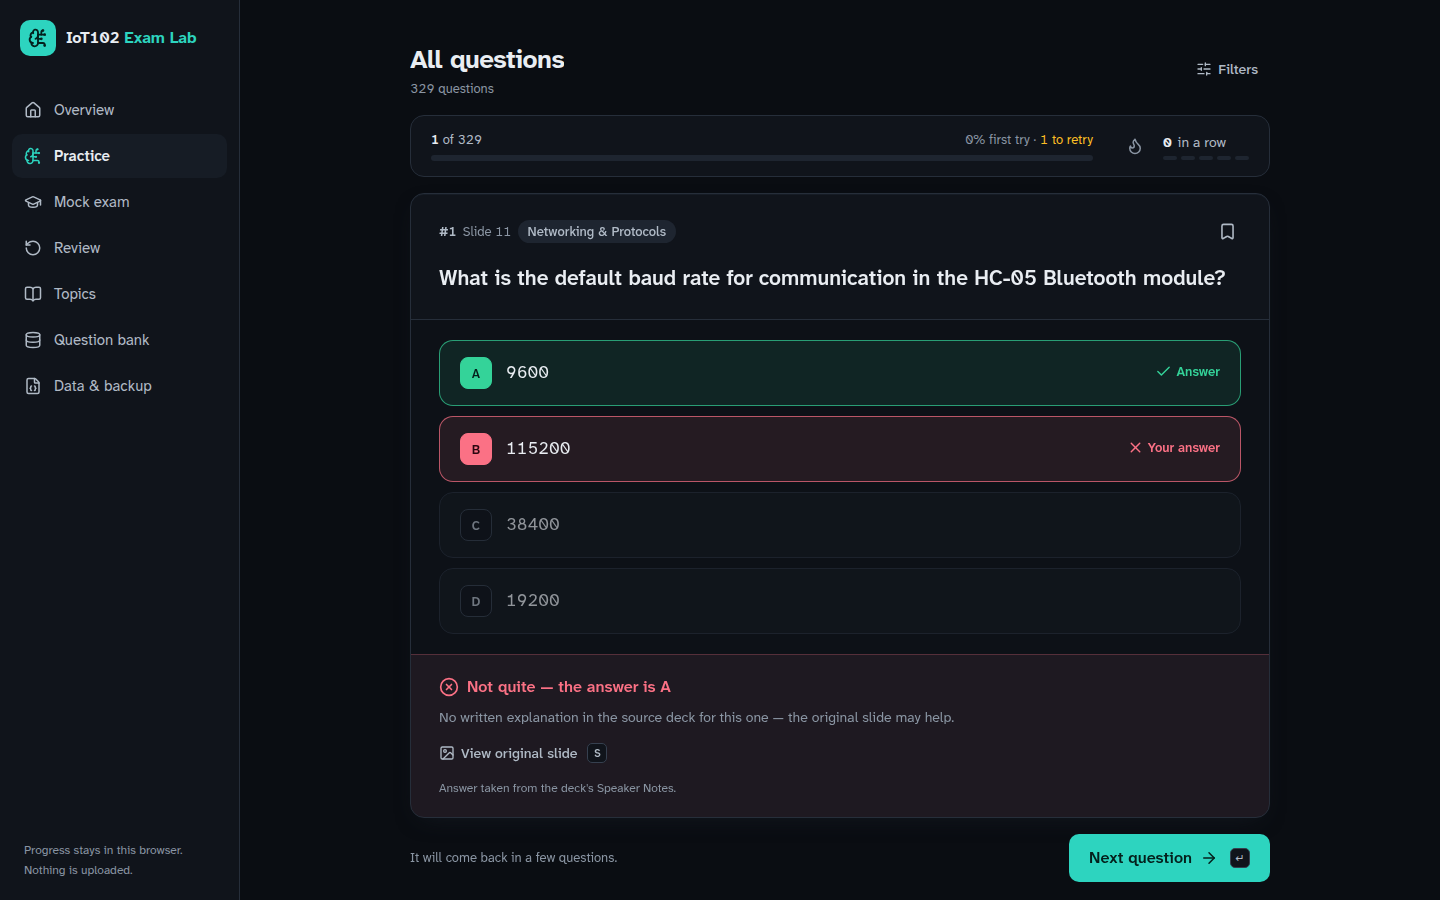 IoT102 Exam Lab
Overview
Practice
Mock exam
Review
Topics
Question bank
Data & backup
Progress stays in this browser.
Nothing is uploaded.
All questions
329 questions
Filters
1 of 329
0% first try · 1 to retry
0 in a row
#1 Slide 11 Networking & Protocols
What is the default baud rate for communication in the HC-05 Bluetooth module?
A 9600 Answer
B 115200 Your answer
C 38400
D 19200
Not quite — the answer is A
No written explanation in the source deck for this one — the original slide may help.
View original slide S
Answer taken from the deck's Speaker Notes.
It will come back in a few questions.
Next question → ↵